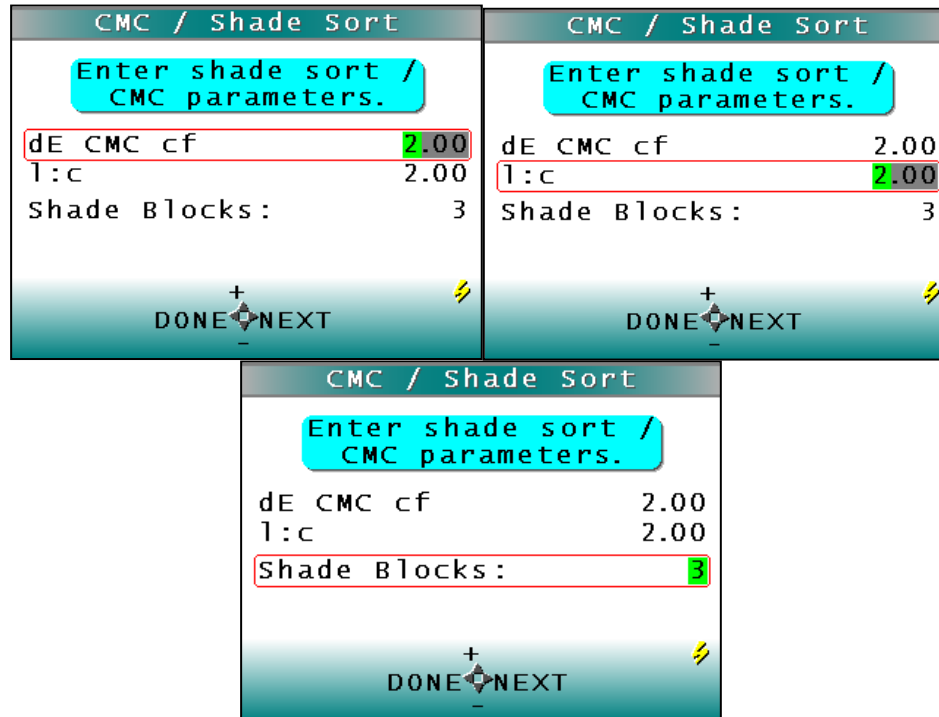 CMC / Shade Sort
Enter shade sort /
CMC parameters.
dE CMC cf 2.00
l:c 2.00
Shade Blocks: 3
+
DONE NEXT
-
CMC / Shade Sort
Enter shade sort /
CMC parameters.
dE CMC cf 2.00
l:c 2.00
Shade Blocks: 3
+
DONE NEXT
-
CMC / Shade Sort
Enter shade sort /
CMC parameters.
dE CMC cf 2.00
l:c 2.00
Shade Blocks: 3
+
DONE NEXT
-